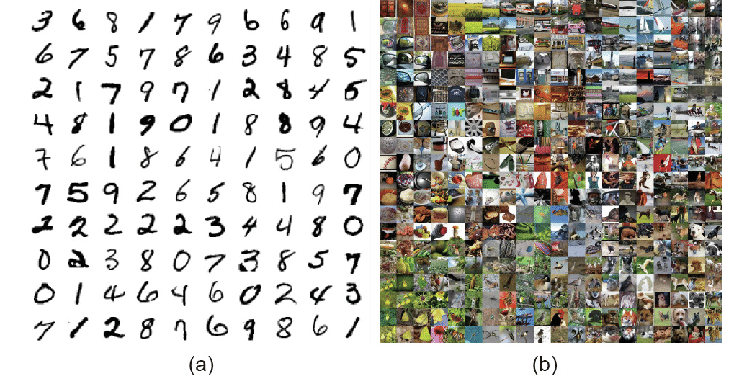 3 6 8 1 7 9 6 6 9 1
6 7 5 7 8 6 3 4 8 5
2 1 7 9 7 1 2 8 4 5
4 8 1 9 0 1 8 8 9 4
7 6 1 8 6 4 1 5 6 0
7 5 9 2 6 5 8 1 9 7
2 2 2 2 2 3 4 4 8 0
0 2 3 8 0 7 3 8 5 7
0 1 4 6 4 6 0 2 4 3
7 1 2 8 7 6 9 8 6 1
(a) (b)